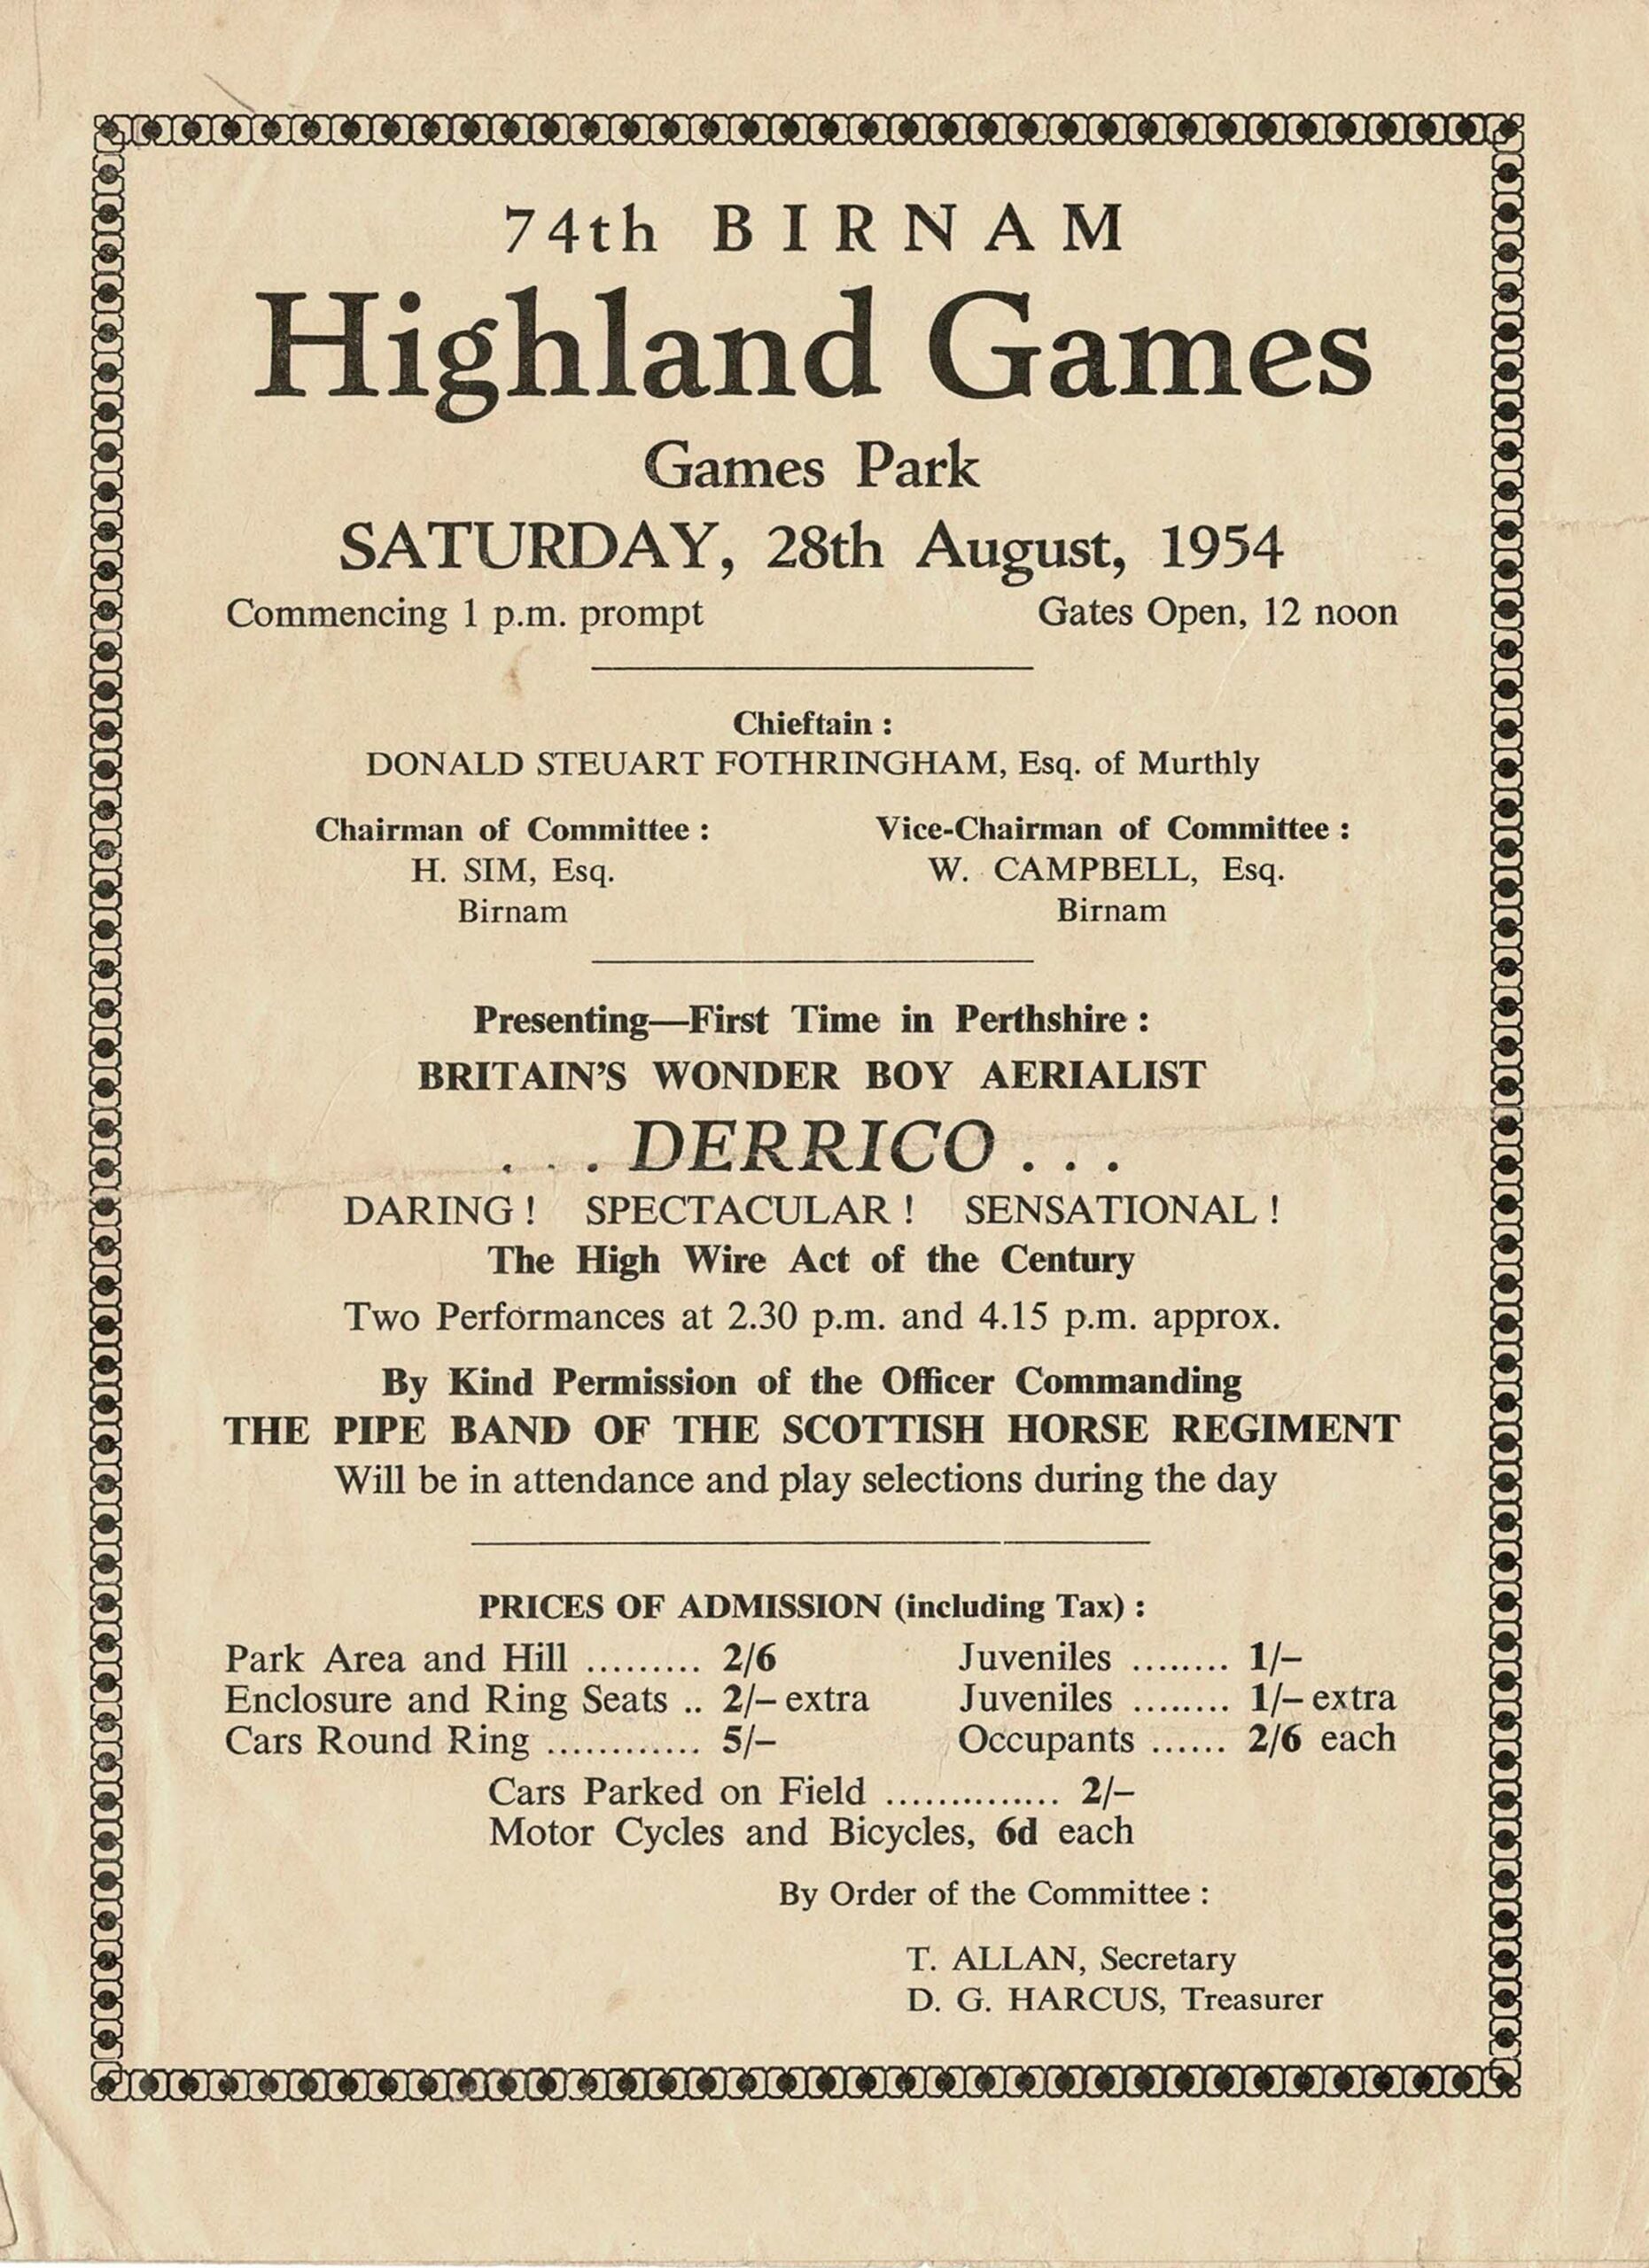 74th BIRNAM
Highland Games
Games Park
SATURDAY, 28th August, 1954
Commencing 1 p.m. prompt Gates Open, 12 noon
Chieftain :
DONALD STEUART FOTHRINGHAM, Esq. of Murthly
Chairman of Committee : Vice-Chairman of Committee :
H. SIM, Esq. W. CAMPBELL, Esq.
Birnam Birnam
Presenting—First Time in Perthshire :
BRITAIN'S WONDER BOY AERIALIST
. . . DERRICO . . .
DARING ! SPECTACULAR ! SENSATIONAL !
The High Wire Act of the Century
Two Performances at 2.30 p.m. and 4.15 p.m. approx.
By Kind Permission of the Officer Commanding
THE PIPE BAND OF THE SCOTTISH HORSE REGIMENT
Will be in attendance and play selections during the day
PRICES OF ADMISSION (including Tax) :
Park Area and Hill ......... 2/6 Juveniles ........ 1/–
Enclosure and Ring Seats .. 2/– extra Juveniles ........ 1/– extra
Cars Round Ring ............ 5/– Occupants ...... 2/6 each
Cars Parked on Field .............. 2/–
Motor Cycles and Bicycles, 6d each
By Order of the Committee :
T. ALLAN, Secretary
D. G. HARCUS, Treasurer